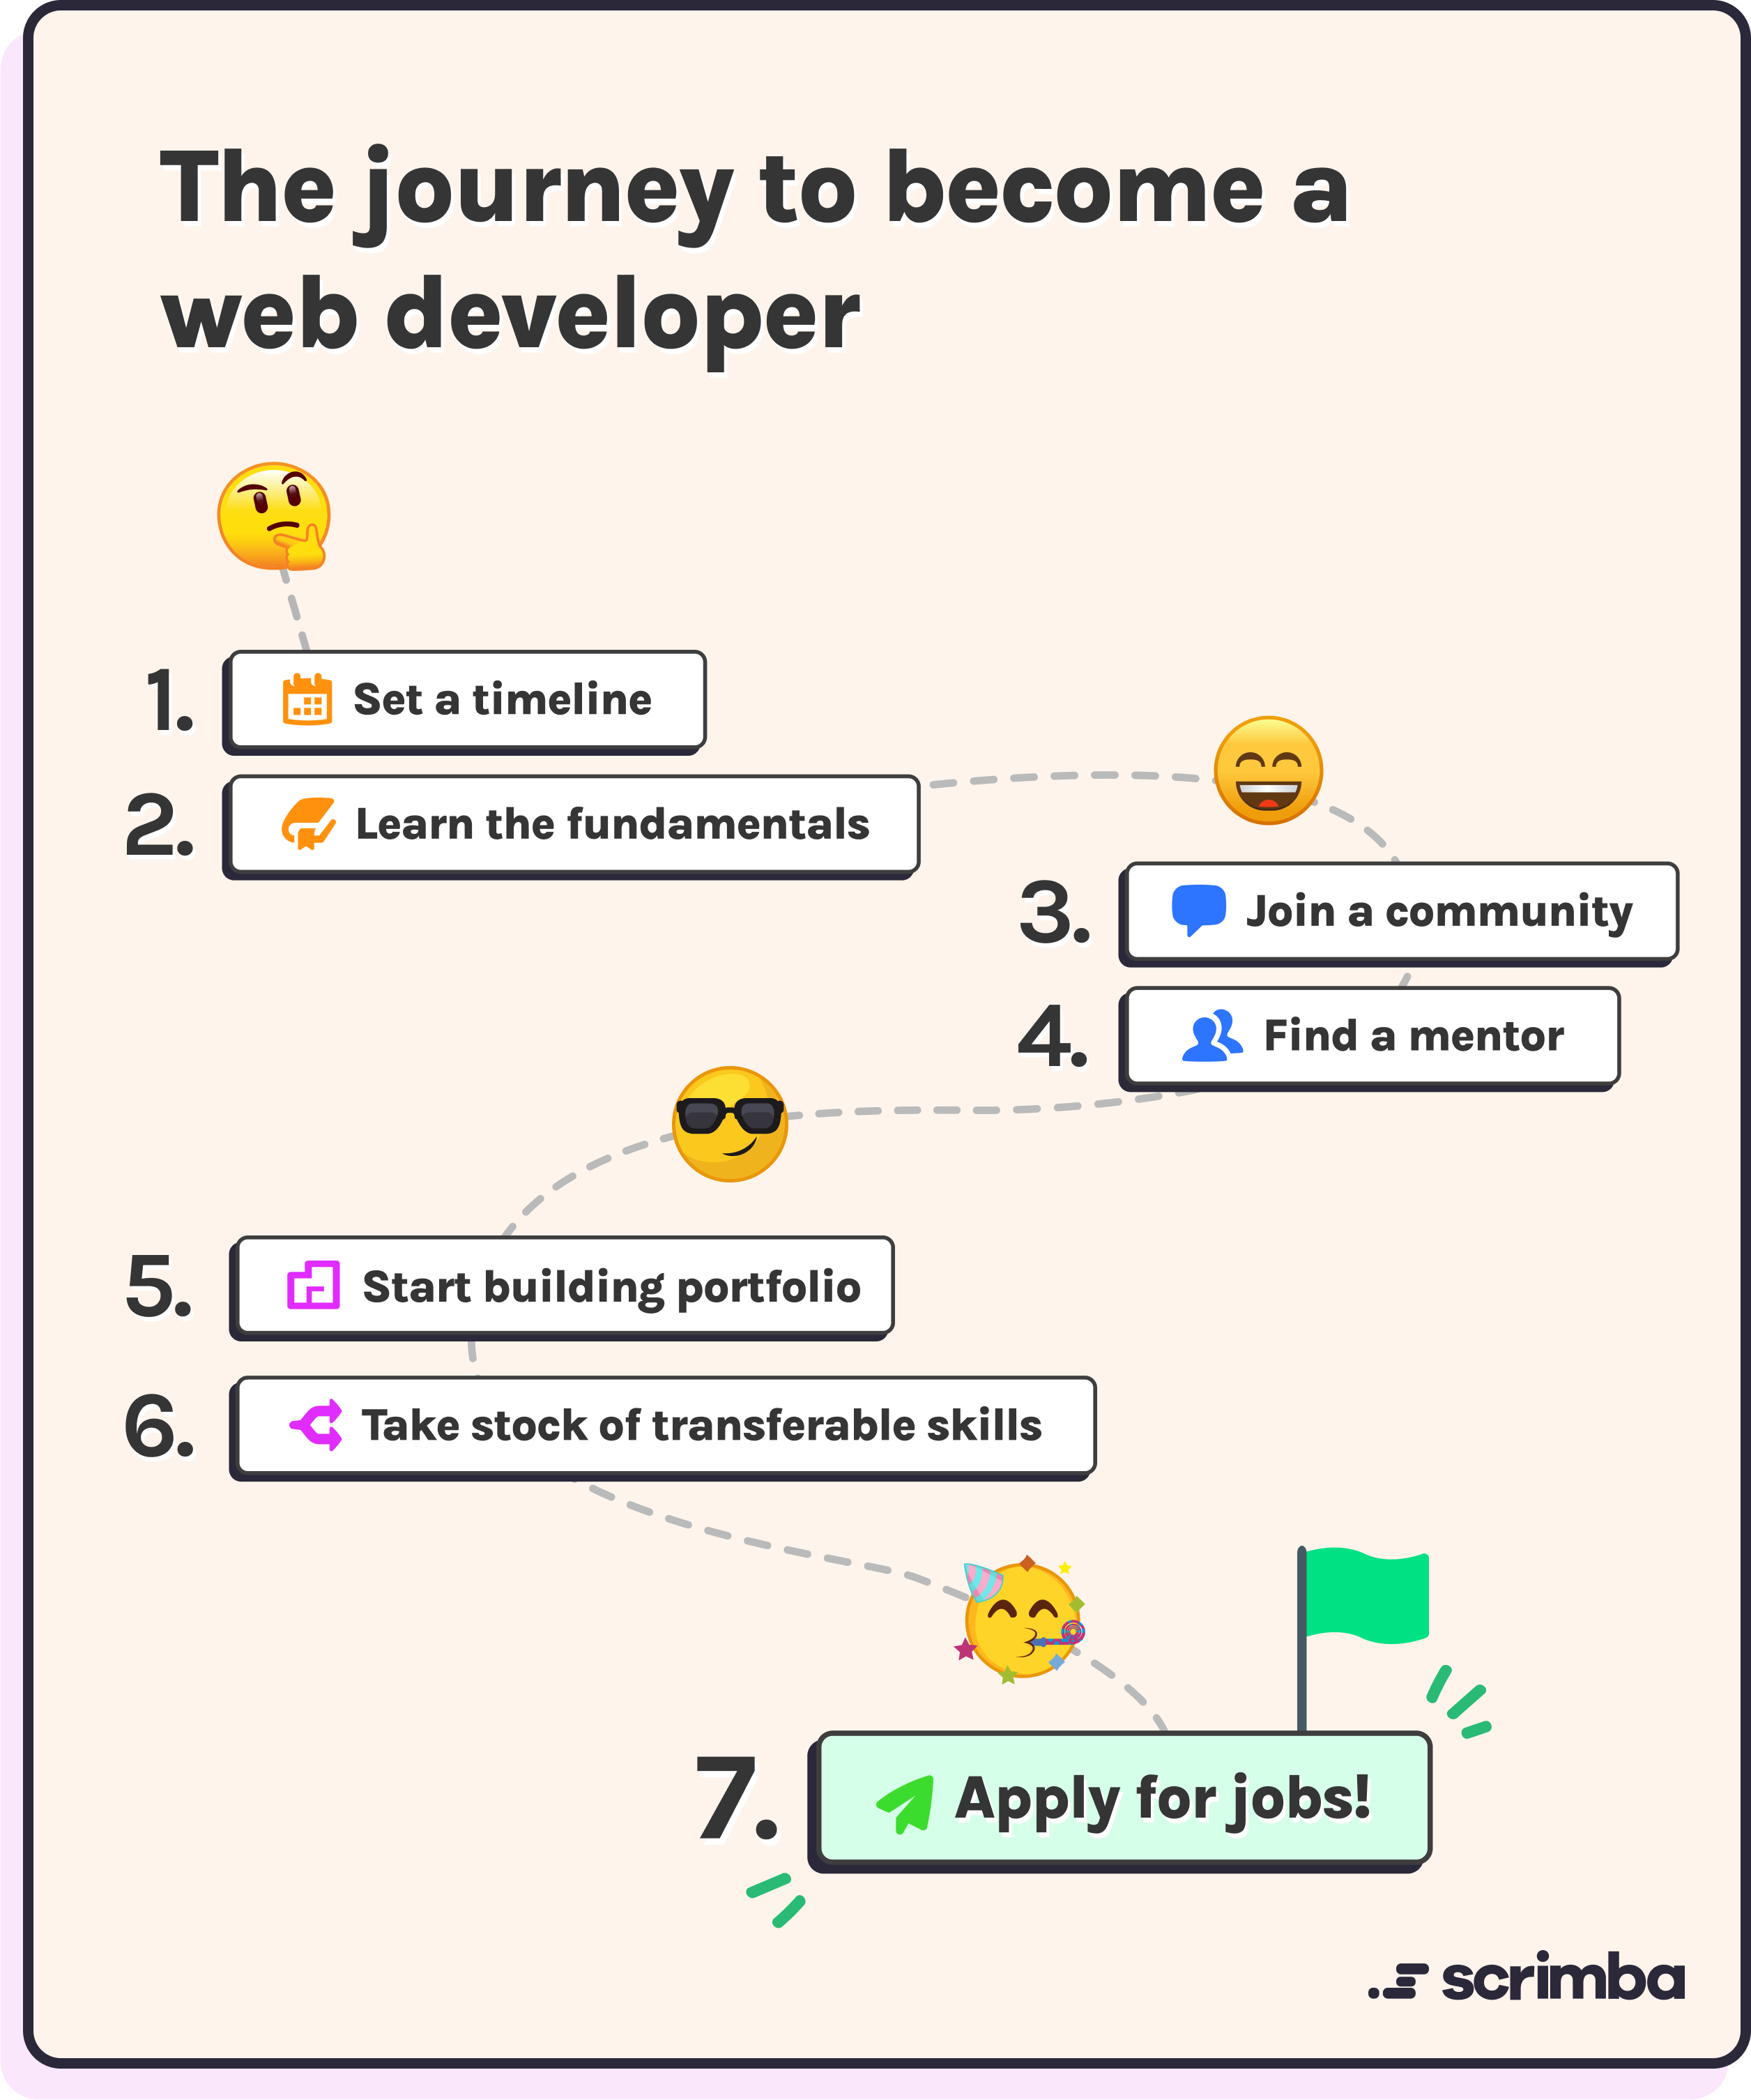 The journey to become a
web developer
1. Set a timeline
2. Learn the fundamentals
3. Join a community
4. Find a mentor
5. Start building portfolio
6. Take stock of transferable skills
7. Apply for jobs!
scrimba